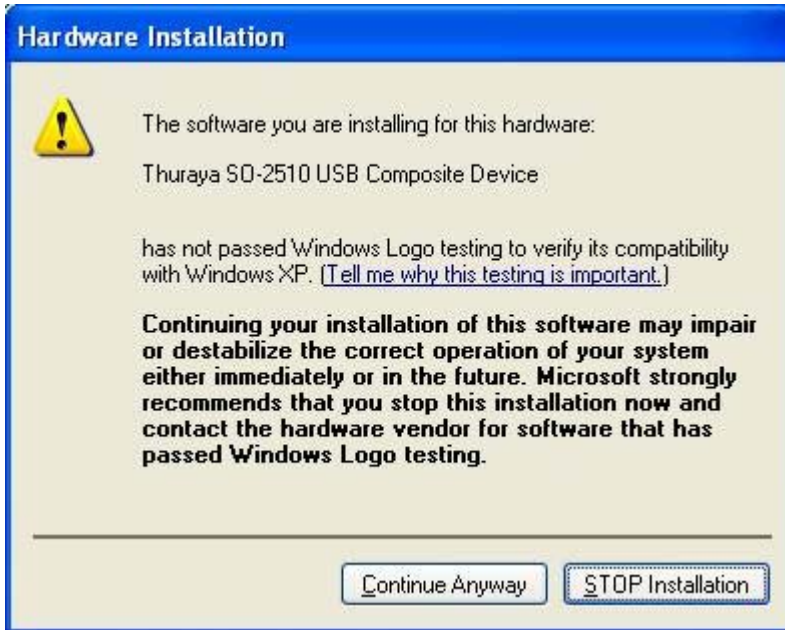 Hardware Installation
The software you are installing for this hardware:
Thuraya SO-2510 USB Composite Device
has not passed Windows Logo testing to verify its compatibility
with Windows XP. (Tell me why this testing is important.)
Continuing your installation of this software may impair
or destabilize the correct operation of your system
either immediately or in the future. Microsoft strongly
recommends that you stop this installation now and
contact the hardware vendor for software that has
passed Windows Logo testing.
Continue Anyway
STOP Installation